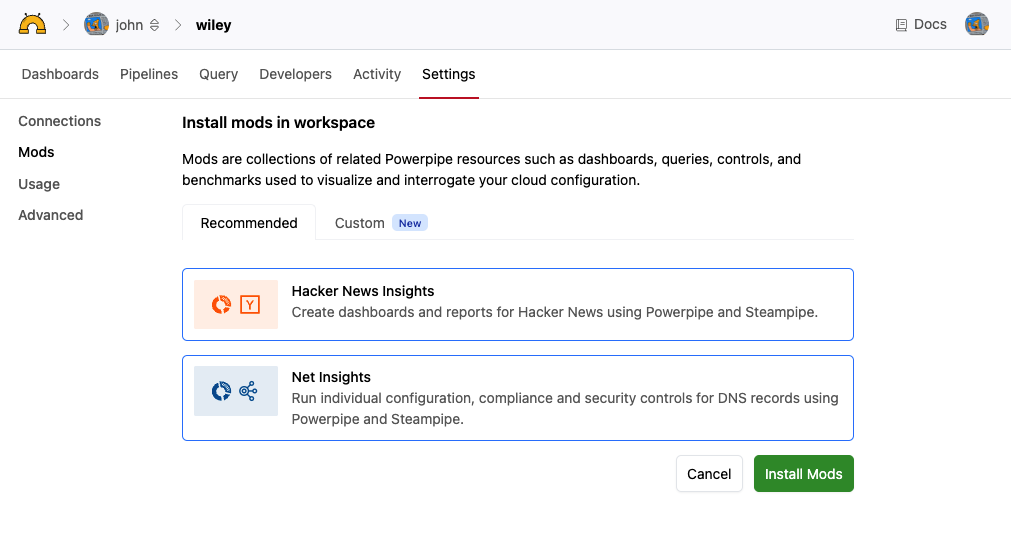 john
wiley
Docs
Dashboards Pipelines Query Developers Activity Settings
Connections
Mods
Usage
Advanced
Install mods in workspace
Mods are collections of related Powerpipe resources such as dashboards, queries, controls, and
benchmarks used to visualize and interrogate your cloud configuration.
Recommended Custom New
Y
Hacker News Insights
Create dashboards and reports for Hacker News using Powerpipe and Steampipe.
Net Insights
Run individual configuration, compliance and security controls for DNS records using
Powerpipe and Steampipe.
Cancel Install Mods